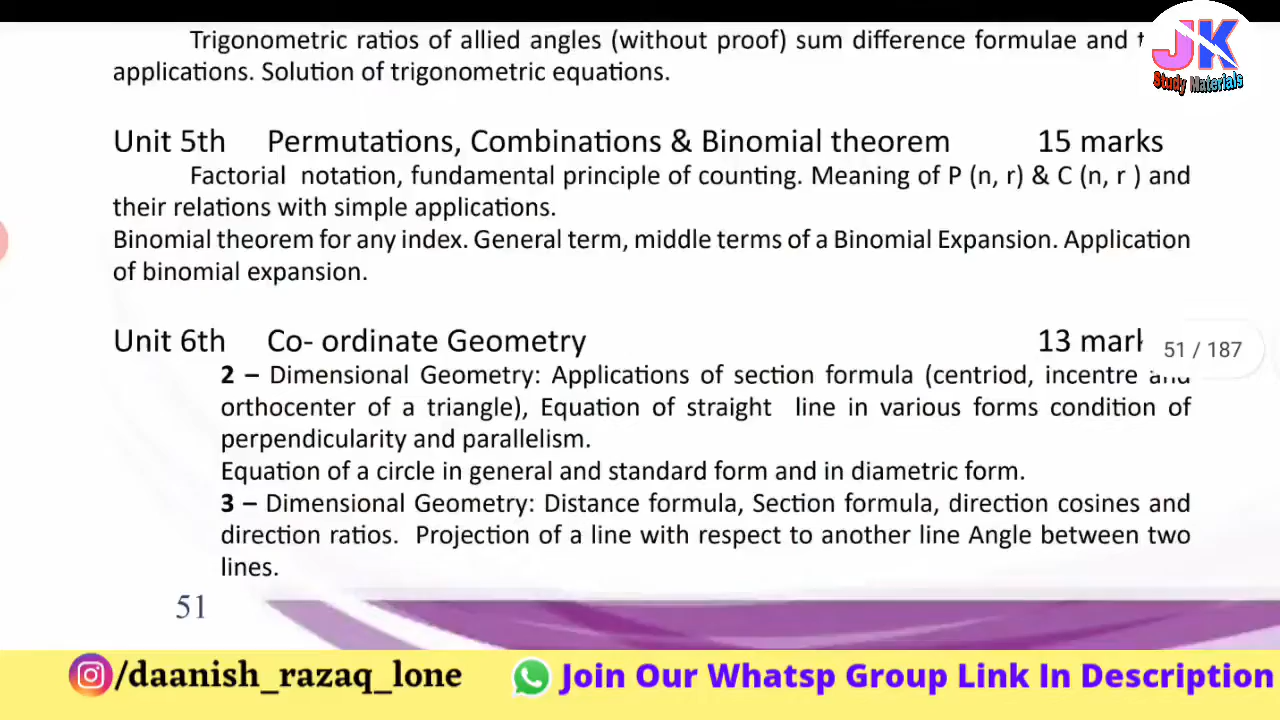 Trigonometric ratios of allied angles (without proof) sum difference formulae and
applications. Solution of trigonometric equations.
JK
Study Materials
Unit 5th Permutations, Combinations & Binomial theorem 15 marks
Factorial notation, fundamental principle of counting. Meaning of P (n, r) & C (n, r ) and
their relations with simple applications.
Binomial theorem for any index. General term, middle terms of a Binomial Expansion. Application
of binomial expansion.
Unit 6th Co- ordinate Geometry 13 mark
51 / 187
2 – Dimensional Geometry: Applications of section formula (centriod, incentre and
orthocenter of a triangle), Equation of straight line in various forms condition of
perpendicularity and parallelism.
Equation of a circle in general and standard form and in diametric form.
3 – Dimensional Geometry: Distance formula, Section formula, direction cosines and
direction ratios. Projection of a line with respect to another line Angle between two
lines.
51
/daanish_razaq_lone
Join Our Whatsp Group Link In Description